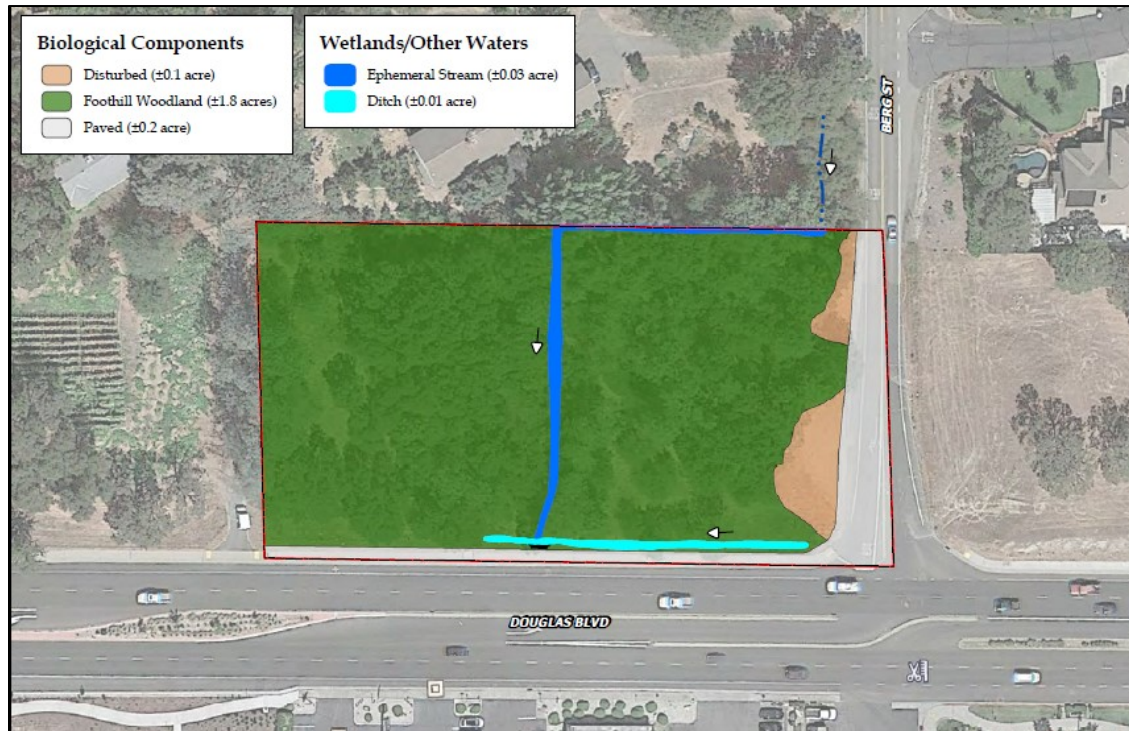 Biological Components
Disturbed (±0.1 acre)
Foothill Woodland (±1.8 acres)
Paved (±0.2 acre)
Wetlands/Other Waters
Ephemeral Stream (±0.03 acre)
Ditch (±0.01 acre)
BERG ST
DOUGLAS BLVD